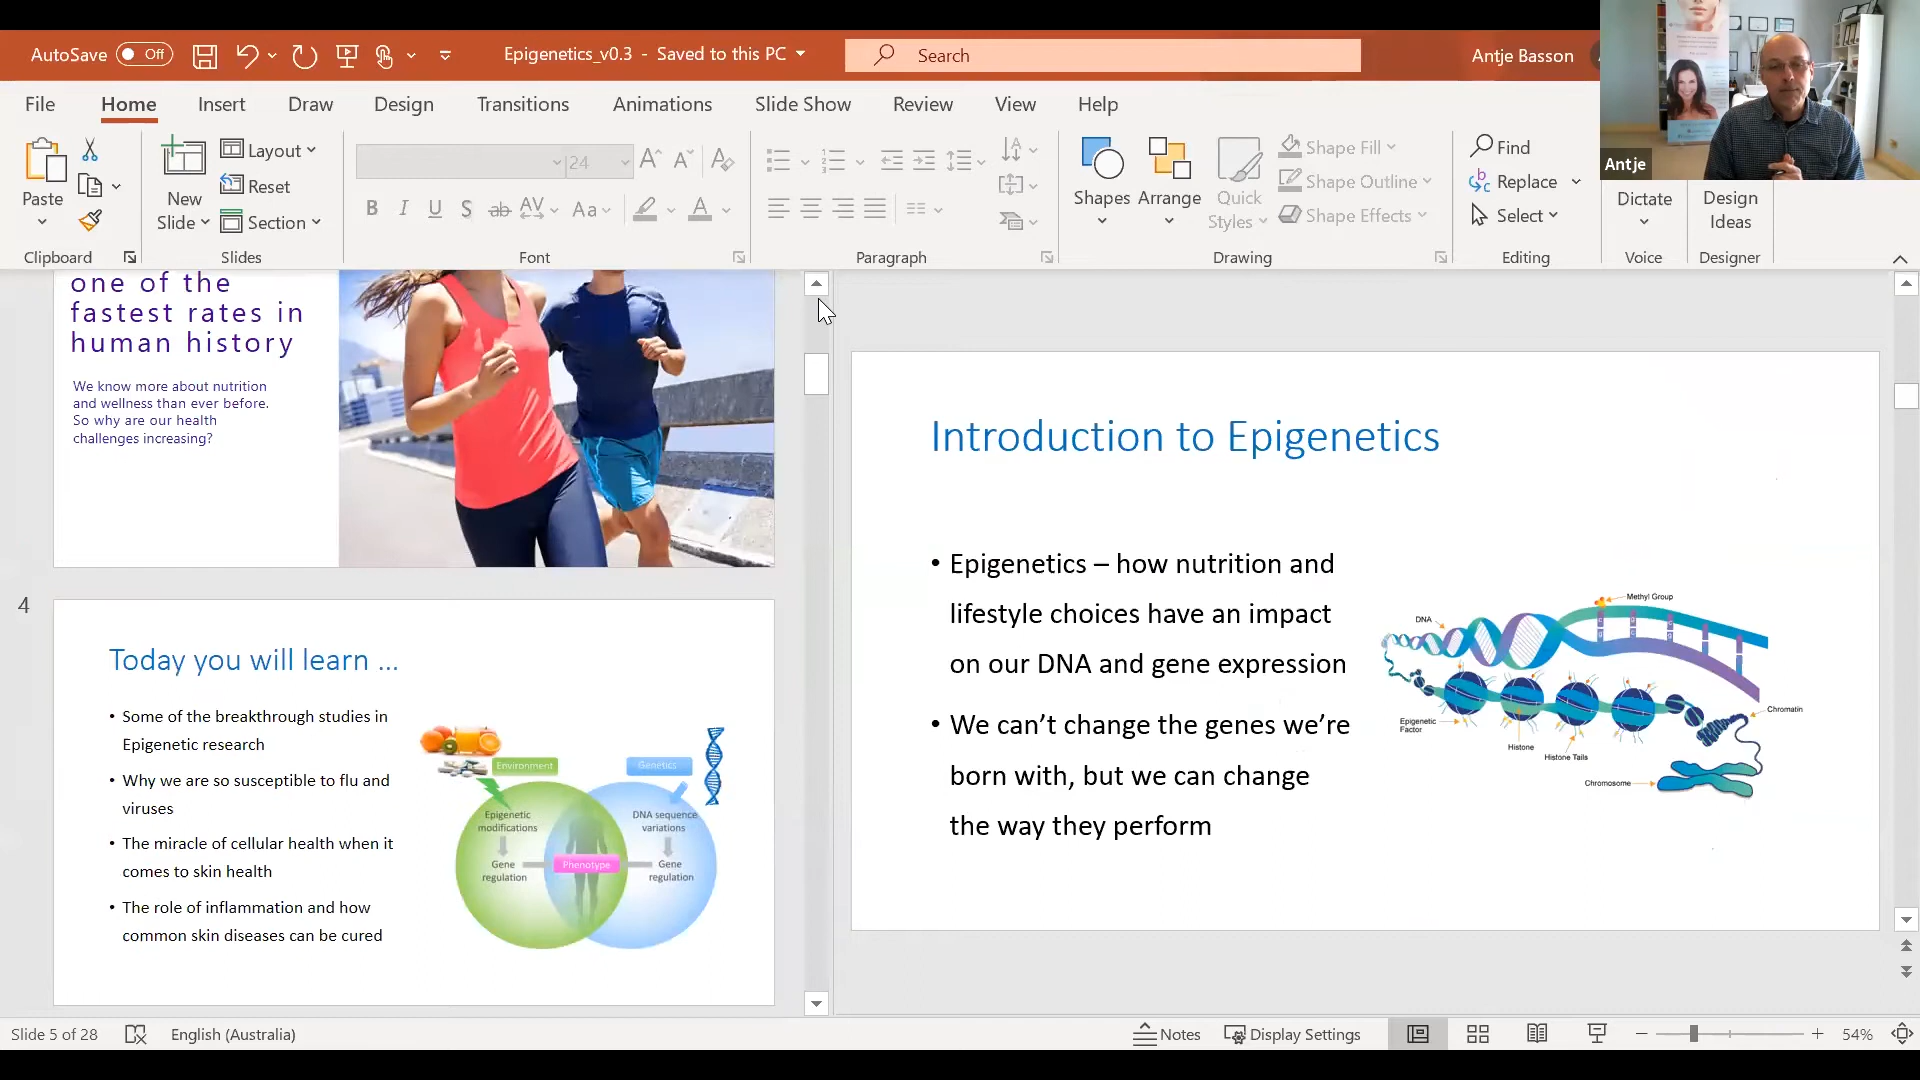 AutoSave Off Epigenetics_v0.3 - Saved to this PC Search Antje Basson
File Home Insert Draw Design Transitions Animations Slide Show Review View Help
Antje
Paste
New
Slide
Layout
Reset
Section
24
B I U S ab AV Aa A
Shapes
Arrange
Quick
Styles
Shape Fill
Shape Outline
Shape Effects
Find
Replace
Select
Dictate
Design
Ideas
Clipboard Slides Font Paragraph Drawing Editing Voice Designer
one of the
fastest rates in
human history
We know more about nutrition
and wellness than ever before.
So why are our health
challenges increasing?
4
Today you will learn ...
• Some of the breakthrough studies in
Epigenetic research
• Why we are so susceptible to flu and
viruses
• The miracle of cellular health when it
comes to skin health
• The role of inflammation and how
common skin diseases can be cured
Environment
Genetics
Epigenetic
modifications
Gene
regulation
Phenotype
DNA sequence
variations
Gene
regulation
Introduction to Epigenetics
• Epigenetics – how nutrition and
lifestyle choices have an impact
on our DNA and gene expression
• We can’t change the genes we’re
born with, but we can change
the way they perform
Methyl Group
DNA
Epigenetic
Factor
Histone
Histone Tails
Chromatin
Chromosome
Slide 5 of 28 English (Australia) Notes Display Settings 54%